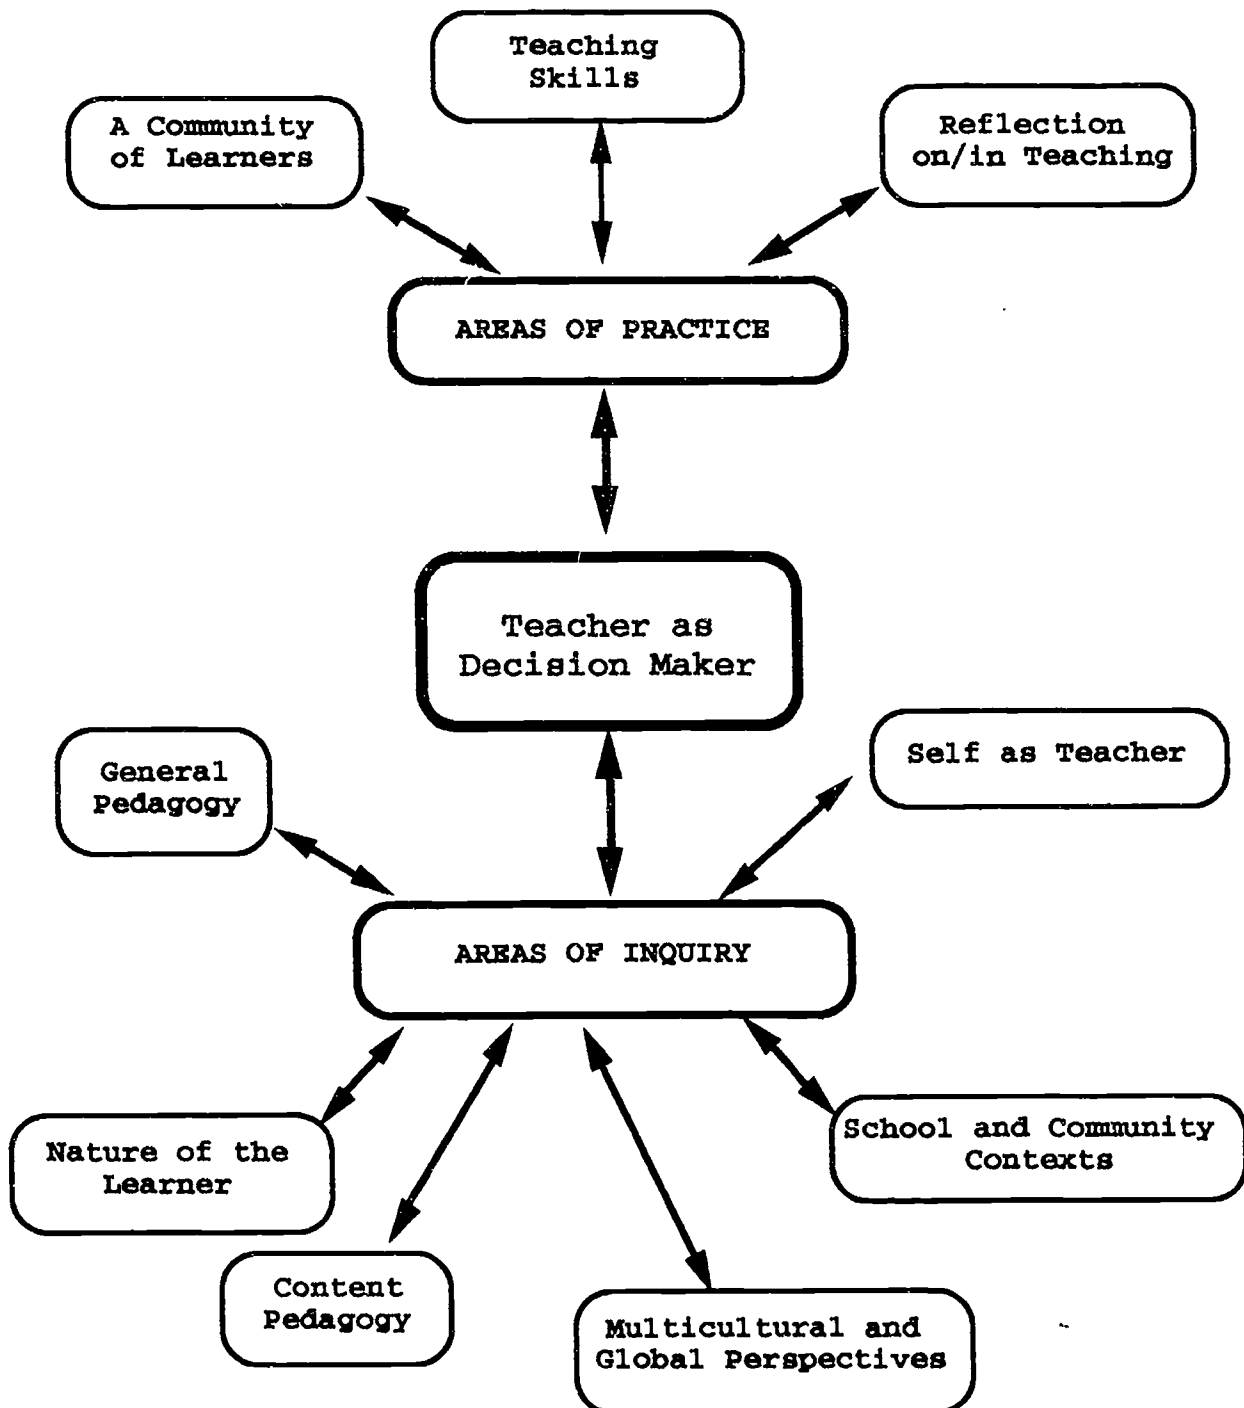 Teaching
Skills
A Community
of Learners
Reflection
on/in Teaching
AREAS OF PRACTICE
Teacher as
Decision Maker
General
Pedagogy
Self as Teacher
AREAS OF INQUIRY
Nature of the
Learner
School and Community
Contexts
Content
Pedagogy
Multicultural and
Global Perspectives